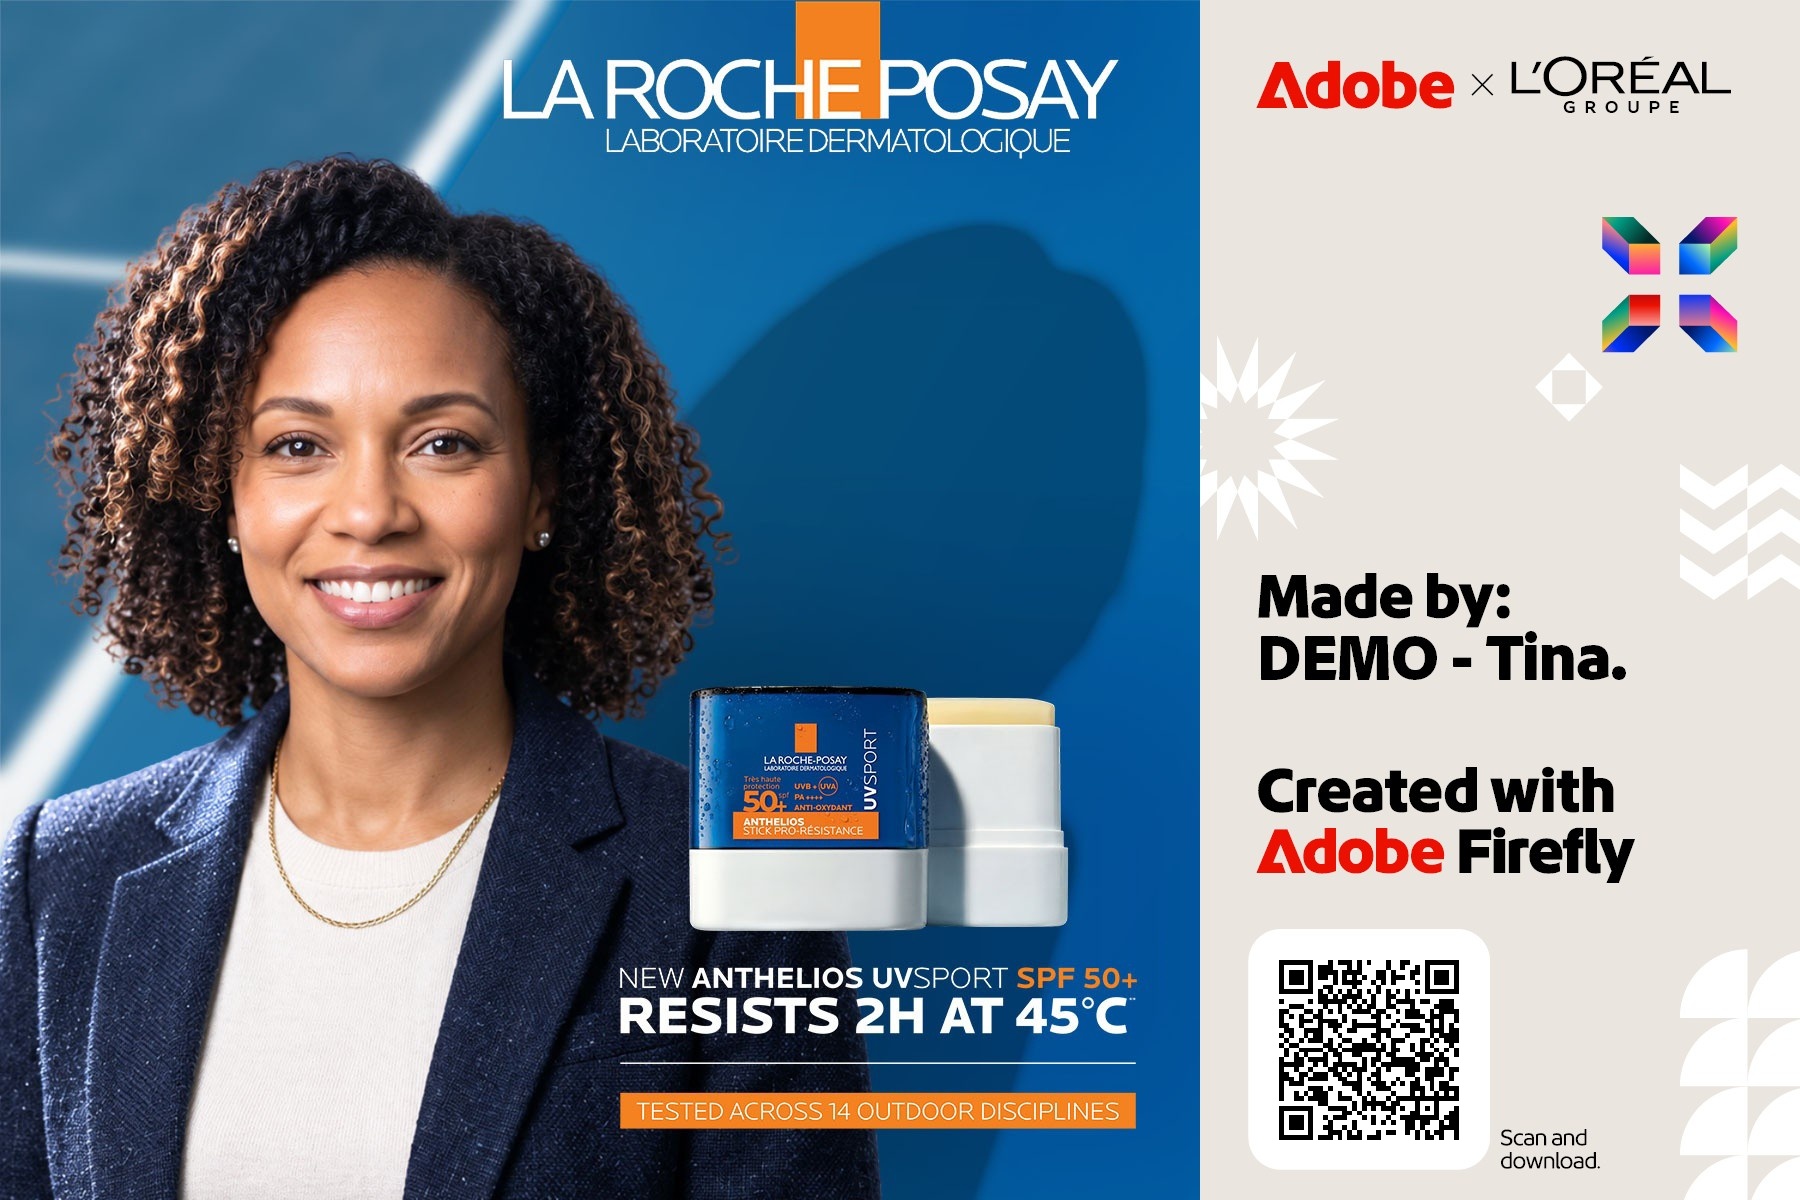 LA ROCHE POSAY
LABORATOIRE DERMATOLOGIQUE
LA ROCHE-POSAY
LABORATOIRE DERMATOLOGIQUE
Très haute
protection
50+ spf
UVB + UVA
PA ++++
ANTI-OXYDANT
UVSPORT
ANTHELIOS
STICK PRO-RÉSISTANCE
NEW ANTHELIOS UVSPORT SPF 50+
RESISTS 2H AT 45°C
TESTED ACROSS 14 OUTDOOR DISCIPLINES
Adobe × L'ORÉAL
GROUPE
Made by:
DEMO - Tina.
Created with
Adobe Firefly
Scan and
download.